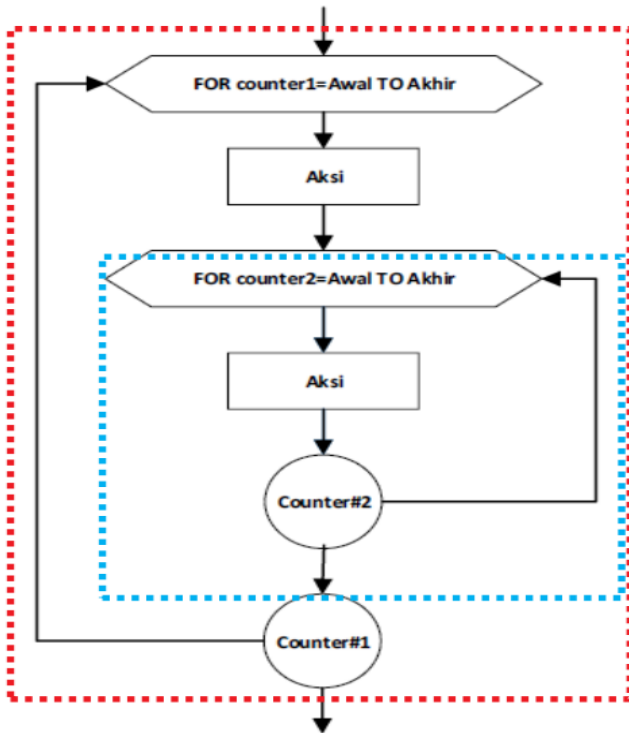 FOR counter1=Awal TO Akhir
Aksi
FOR counter2=Awal TO Akhir
Aksi
Counter#2
Counter#1